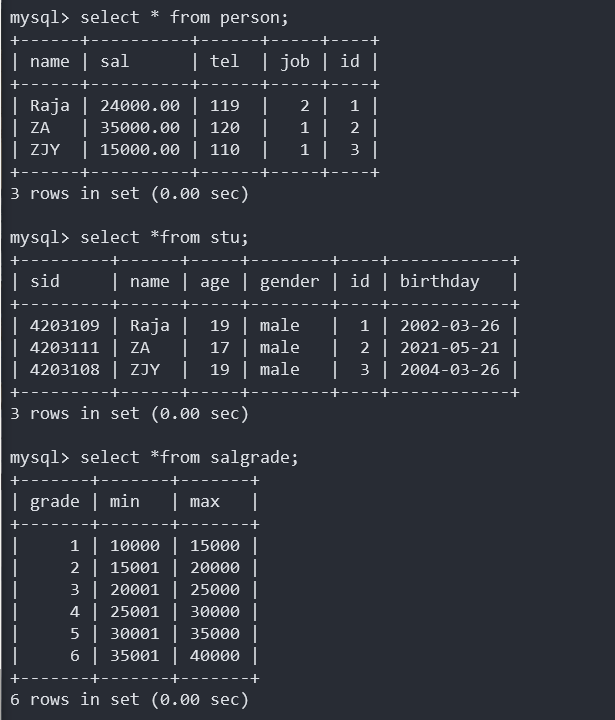 mysql> select * from person;
+------+----------+------+-----+----+
| name | sal      | tel  | job | id |
+------+----------+------+-----+----+
| Raja | 24000.00 | 119  |   2 |  1 |
| ZA   | 35000.00 | 120  |   1 |  2 |
| ZJY  | 15000.00 | 110  |   1 |  3 |
+------+----------+------+-----+----+
3 rows in set (0.00 sec)
mysql> select *from stu;
+---------+------+-----+--------+----+------------+
| sid     | name | age | gender | id | birthday   |
+---------+------+-----+--------+----+------------+
| 4203109 | Raja |  19 | male   |  1 | 2002-03-26 |
| 4203111 | ZA   |  17 | male   |  2 | 2021-05-21 |
| 4203108 | ZJY  |  19 | male   |  3 | 2004-03-26 |
+---------+------+-----+--------+----+------------+
3 rows in set (0.00 sec)
mysql> select *from salgrade;
+-------+-------+-------+
| grade | min   | max   |
+-------+-------+-------+
|     1 | 10000 | 15000 |
|     2 | 15001 | 20000 |
|     3 | 20001 | 25000 |
|     4 | 25001 | 30000 |
|     5 | 30001 | 35000 |
|     6 | 35001 | 40000 |
+-------+-------+-------+
6 rows in set (0.00 sec)